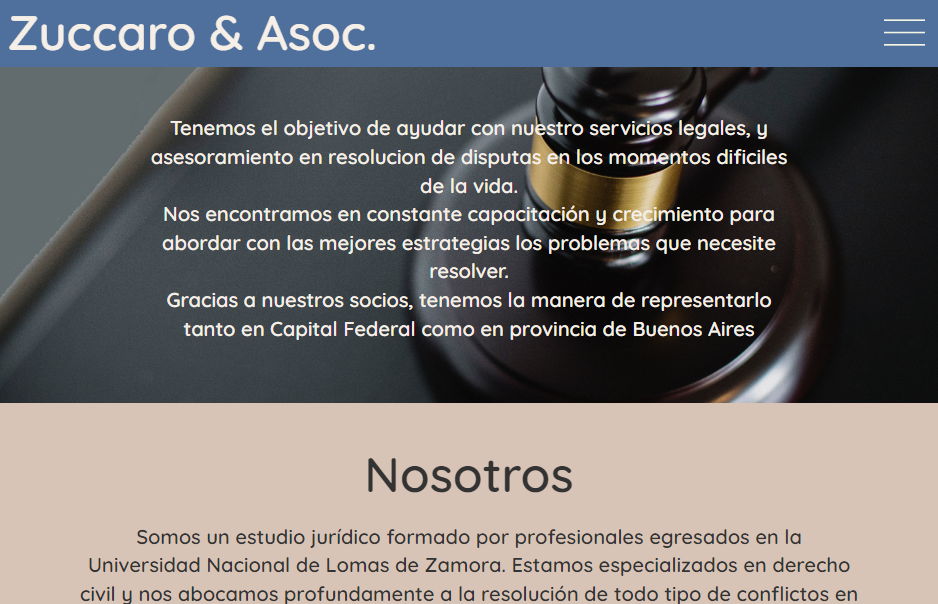 Zuccaro & Asoc.
Tenemos el objetivo de ayudar con nuestro servicios legales, y
asesoramiento en resolucion de disputas en los momentos dificiles
de la vida.
Nos encontramos en constante capacitación y crecimiento para
abordar con las mejores estrategias los problemas que necesite
resolver.
Gracias a nuestros socios, tenemos la manera de representarlo
tanto en Capital Federal como en provincia de Buenos Aires
Nosotros
Somos un estudio jurídico formado por profesionales egresados en la
Universidad Nacional de Lomas de Zamora. Estamos especializados en derecho
civil y nos abocamos profundamente a la resolución de todo tipo de conflictos en